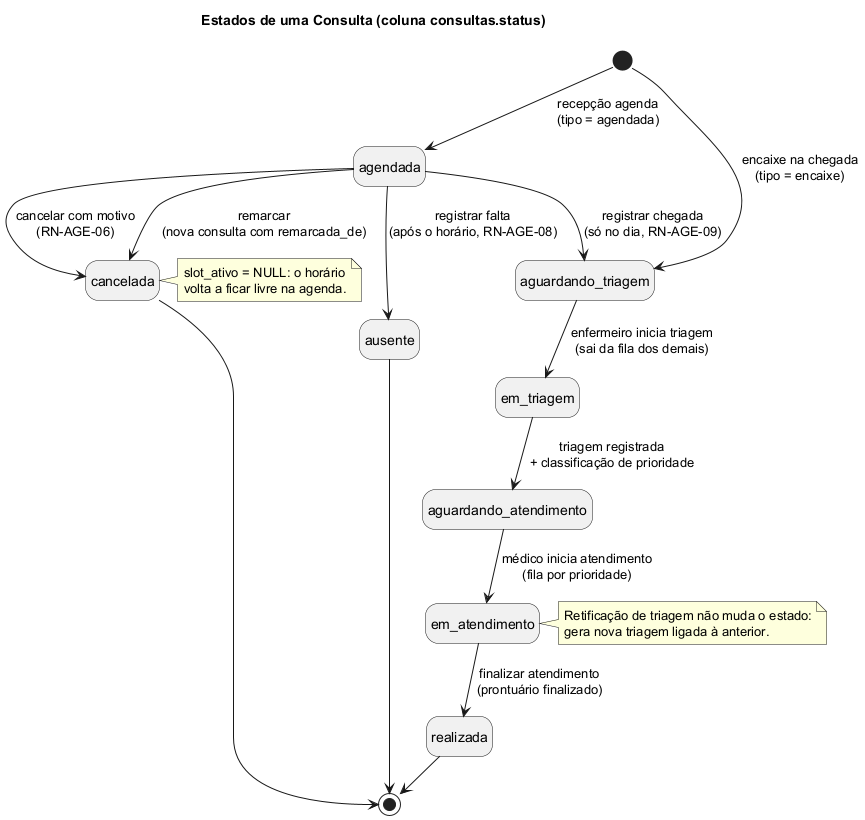 Estados de uma Consulta (coluna consultas.status)
recepção agenda
(tipo = agendada)
encaixe na chegada
(tipo = encaixe)
agendada
cancelar com motivo
(RN-AGE-06)
remarcar
(nova consulta com remarcada_de)
registrar falta
(após o horário, RN-AGE-08)
registrar chegada
(só no dia, RN-AGE-09)
cancelada
slot_ativo = NULL: o horário
volta a ficar livre na agenda.
aguardando_triagem
ausente
enfermeiro inicia triagem
(sai da fila dos demais)
em_triagem
triagem registrada
+ classificação de prioridade
aguardando_atendimento
médico inicia atendimento
(fila por prioridade)
em_atendimento
Retificação de triagem não muda o estado:
gera nova triagem ligada à anterior.
finalizar atendimento
(prontuário finalizado)
realizada